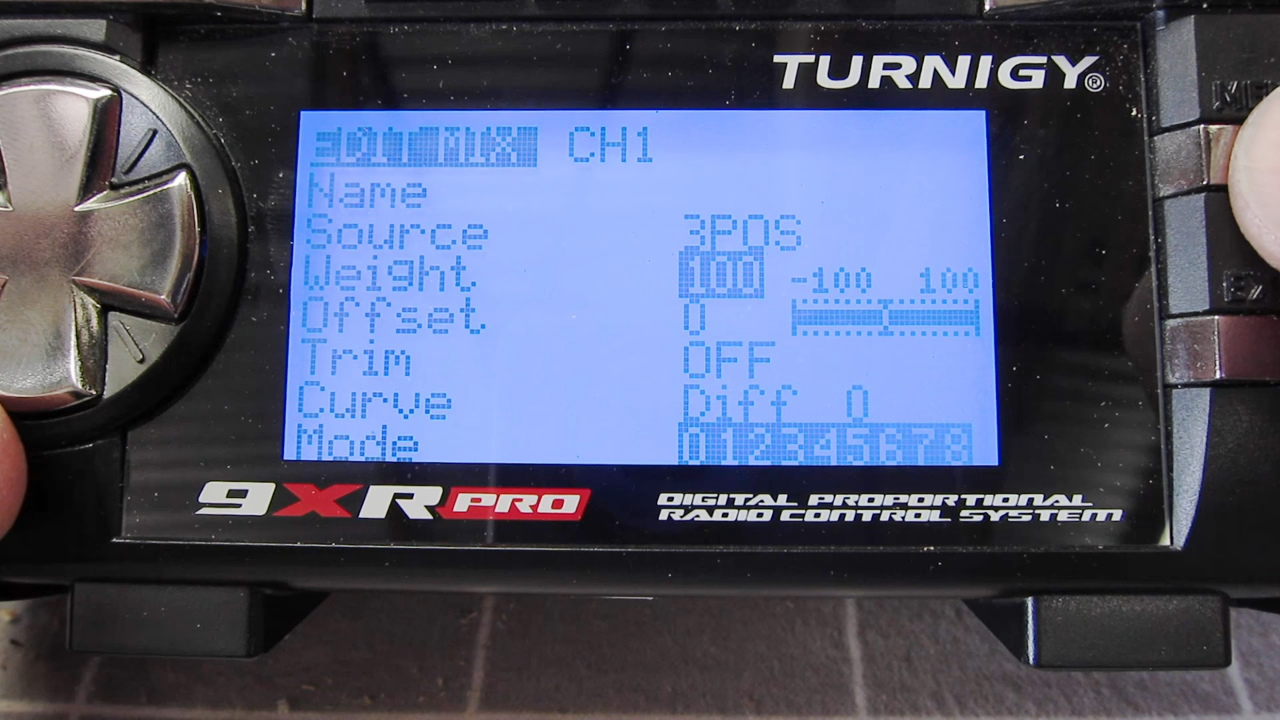 TURNIGY®
EDIT MIX CH1
Name
Source 3POS
Weight 100 -100 100
Offset 0
Trim OFF
Curve Diff 0
Mode 012345678
9XR PRO
DIGITAL PROPORTIONAL
RADIO CONTROL SYSTEM